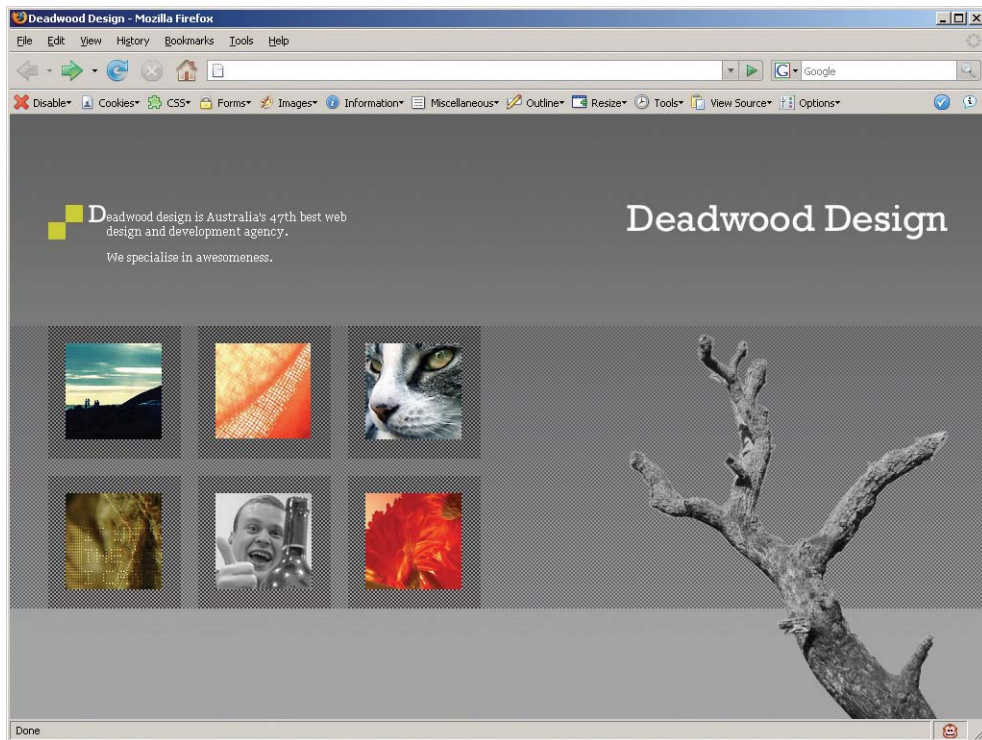 Deadwood Design - Mozilla Firefox
File Edit View History Bookmarks Tools Help
G Google
Disable Cookies CSS Forms Images Information Miscellaneous Outline Resize Tools View Source Options
Deadwood design is Australia's 47th best web
design and development agency.
We specialise in awesomeness.
Deadwood Design
Done